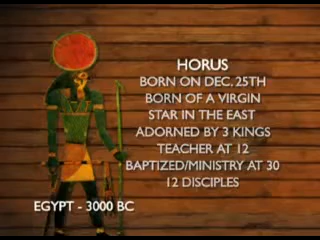 HORUS
BORN ON DEC. 25TH
BORN OF A VIRGIN
STAR IN THE EAST
ADORNED BY 3 KINGS
TEACHER AT 12
BAPTIZED/MINISTRY AT 30
12 DISCIPLES
EGYPT - 3000 BC